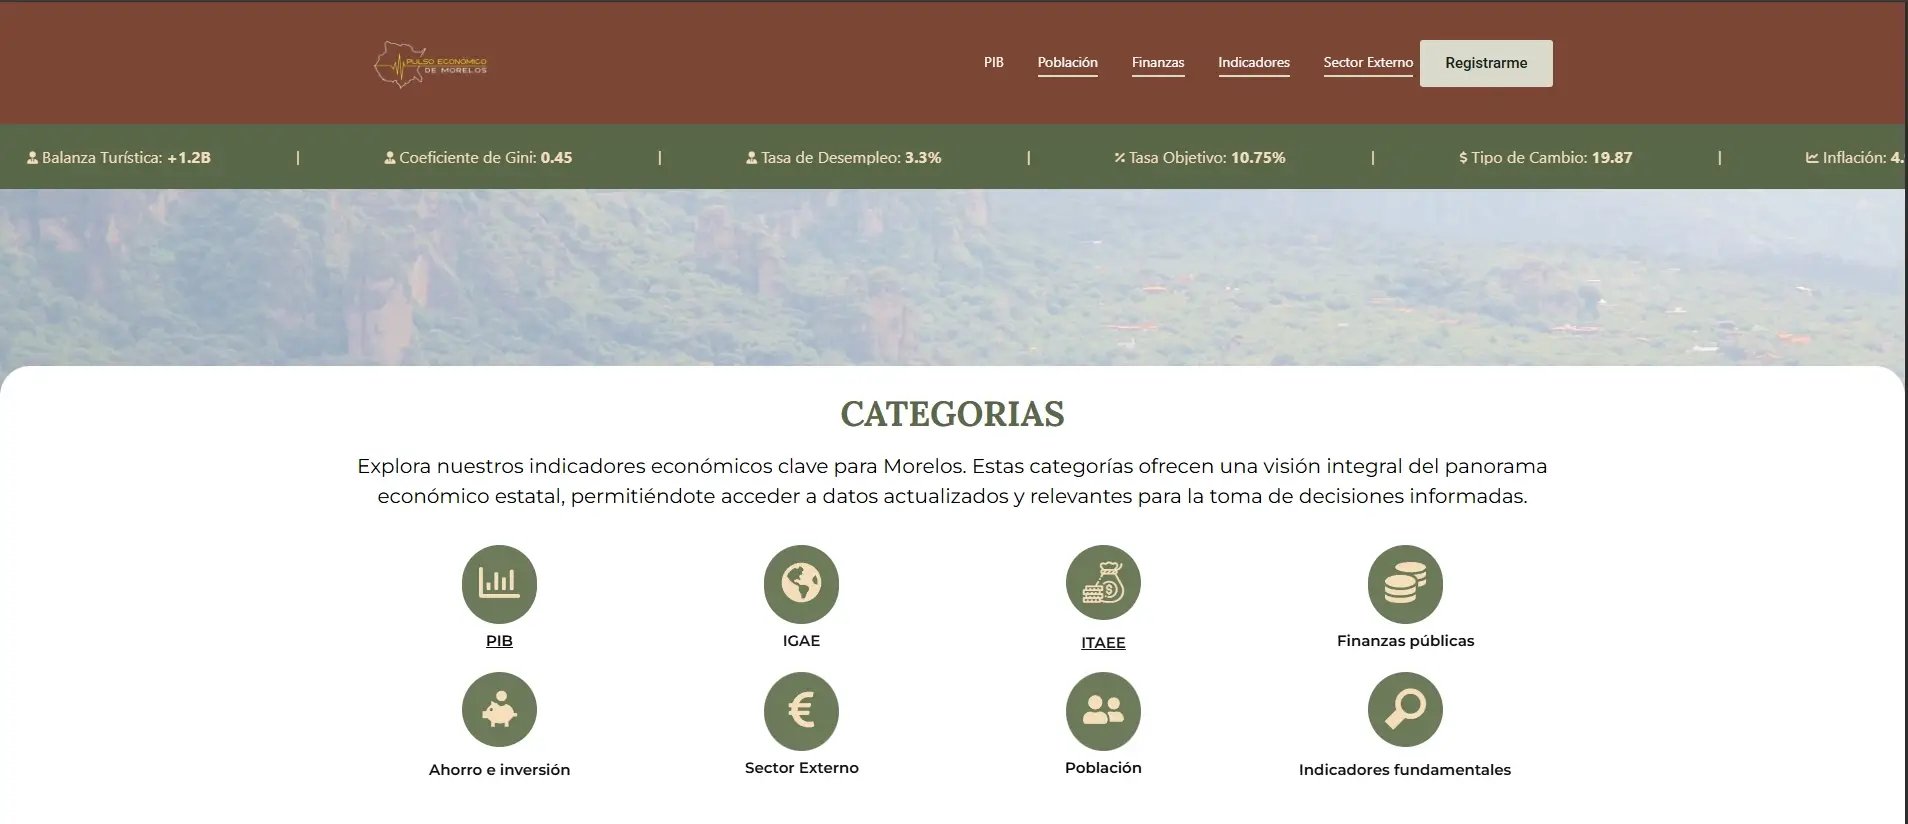 PULSO ECONÓMICO
DE MORELOS
PIB Población Finanzas Indicadores Sector Externo Registrarme
Balanza Turística: +1.2B | Coeficiente de Gini: 0.45 | Tasa de Desempleo: 3.3% | Tasa Objetivo: 10.75% | Tipo de Cambio: 19.87 | Inflación: 4.
CATEGORIAS
Explora nuestros indicadores económicos clave para Morelos. Estas categorías ofrecen una visión integral del panorama
económico estatal, permitiéndote acceder a datos actualizados y relevantes para la toma de decisiones informadas.
PIB IGAE ITAEE Finanzas públicas
Ahorro e inversión Sector Externo Población Indicadores fundamentales